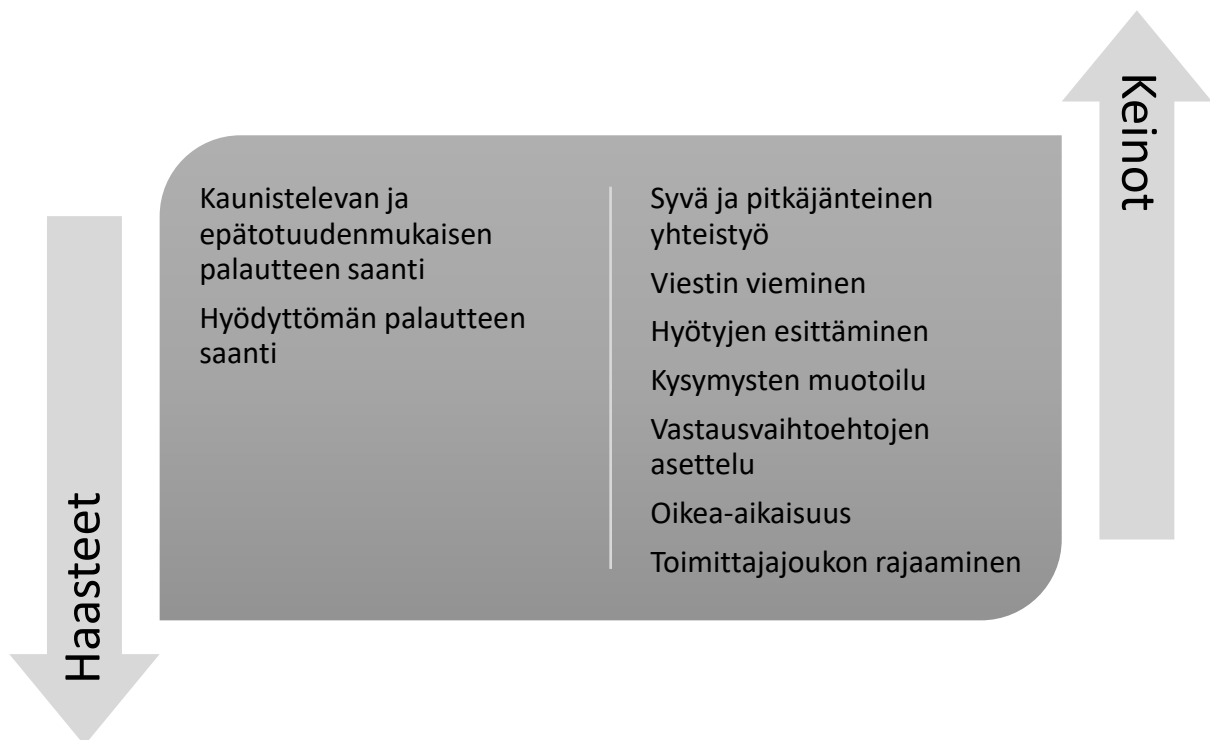 Haasteet
Kaunistelevan ja
epätotuudenmukaisen
palautteen saanti
Hyödyttömän palautteen
saanti
Syvä ja pitkäjänteinen
yhteistyö
Viestin vieminen
Hyötyjen esittäminen
Kysymysten muotoilu
Vastausvaihtoehtojen
asettelu
Oikea-aikaisuus
Toimittajajoukon rajaaminen
Keinot